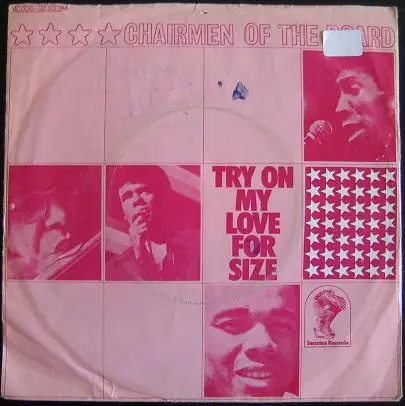 CHAIRMEN OF THE BOARD
TRY ON
MY
LOVE
FOR
SIZE
Invictus Records